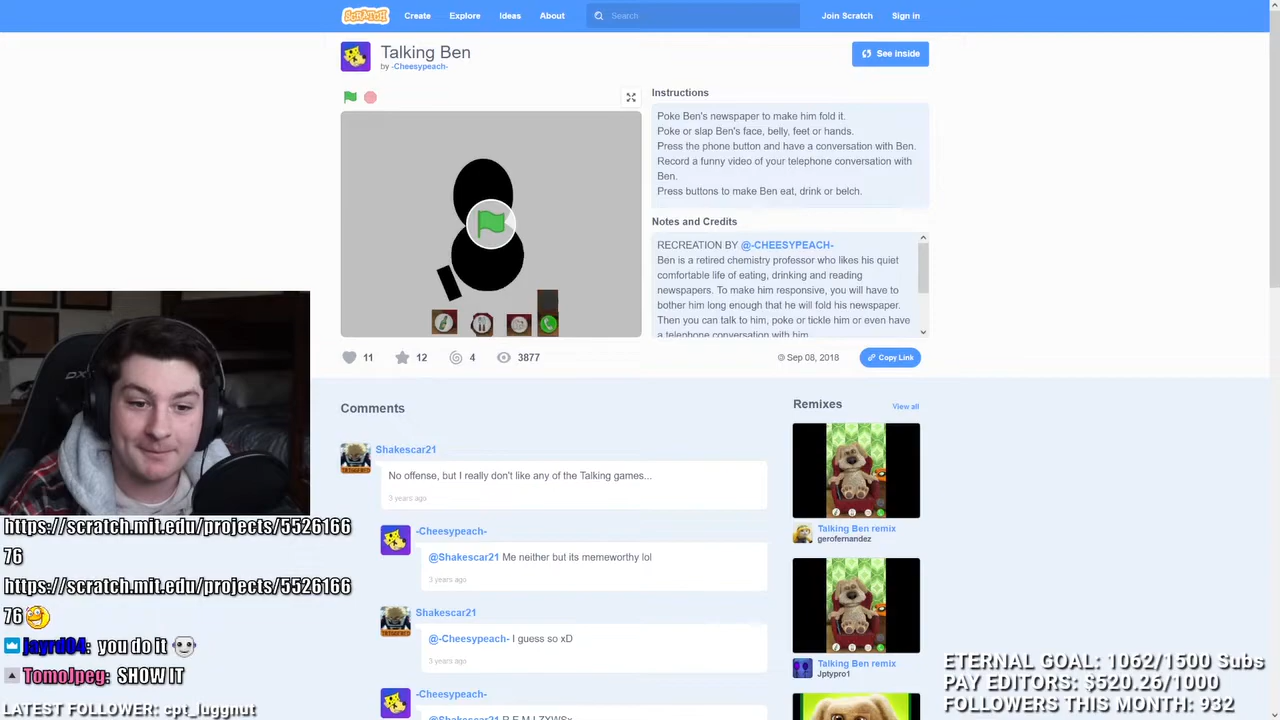 SCRATCH
Create
Explore
Ideas
About
Search
Join Scratch
Sign in
Talking Ben
by -Cheesypeach-
See inside
Instructions
Poke Ben's newspaper to make him fold it.
Poke or slap Ben's face, belly, feet or hands.
Press the phone button and have a conversation with Ben.
Record a funny video of your telephone conversation with
Ben.
Press buttons to make Ben eat, drink or belch.
Notes and Credits
RECREATION BY @-CHEESYPEACH-
Ben is a retired chemistry professor who likes his quiet
comfortable life of eating, drinking and reading
newspapers. To make him responsive, you will have to
bother him long enough that he will fold his newspaper.
Then you can talk to him, poke or tickle him or even have
a telephone conversation with him.
11
12
4
3877
© Sep 08, 2018
Copy Link
Comments
Shakescar21
No offense, but I really don't like any of the Talking games...
3 years ago
-Cheesypeach-
@Shakescar21 Me neither but its memeworthy lol
3 years ago
Shakescar21
@-Cheesypeach- I guess so xD
3 years ago
-Cheesypeach-
Remixes
View all
Talking Ben remix
gerofernandez
Talking Ben remix
Jptypro1
https://scratch.mit.edu/projects/5526166
76
https://scratch.mit.edu/projects/5526166
76
jayrd04: you do it
Tomojpeg: SHOW IT
LATEST FOLLOWER: cpt_luggnut
ETERNAL GOAL: 1062/1500 Subs
PAY EDITORS: $520.26/1000
FOLLOWERS THIS MONTH: 932